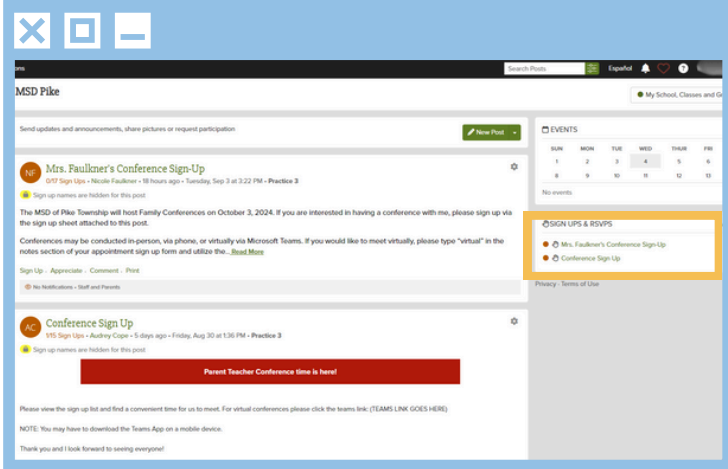 ons
Search Posts
Español
?
MSD Pike
My School, Classes and G
Send updates and announcements, share pictures or request participation
New Post
NF
Mrs. Faulkner's Conference Sign-Up
0/17 Sign Ups • Nicole Faulkner • 18 hours ago • Tuesday, Sep 3 at 3:22 PM • Practice 3
Sign up names are hidden for this post
The MSD of Pike Township will host Family Conferences on October 3, 2024. If you are interested in having a conference with me, please sign up via
the sign up sheet attached to this post.
Conferences may be conducted in-person, via phone, or virtually via Microsoft Teams. If you would like to meet virtually, please type "virtual" in the
notes section of your appointment sign up form and utilize the... Read More
Sign Up • Appreciate • Comment • Print
No Notifications • Staff and Parents
AC
Conference Sign Up
1/15 Sign Ups • Audrey Cope • 5 days ago • Friday, Aug 30 at 1:36 PM • Practice 3
Sign up names are hidden for this post
Parent Teacher Conference time is here!
Please view the sign up list and find a convenient time for us to meet. For virtual conferences please click the teams link: (TEAMS LINK GOES HERE)
NOTE: You may have to download the Teams App on a mobile device.
Thank you and I look forward to seeing everyone!
EVENTS
SUN MON TUE WED THUR FRI
1 2 3 4 5 6
8 9 10 11 12 13
No events
SIGN UPS & RSVPS
Mrs. Faulkner's Conference Sign-Up
Conference Sign Up
Privacy - Terms of Use